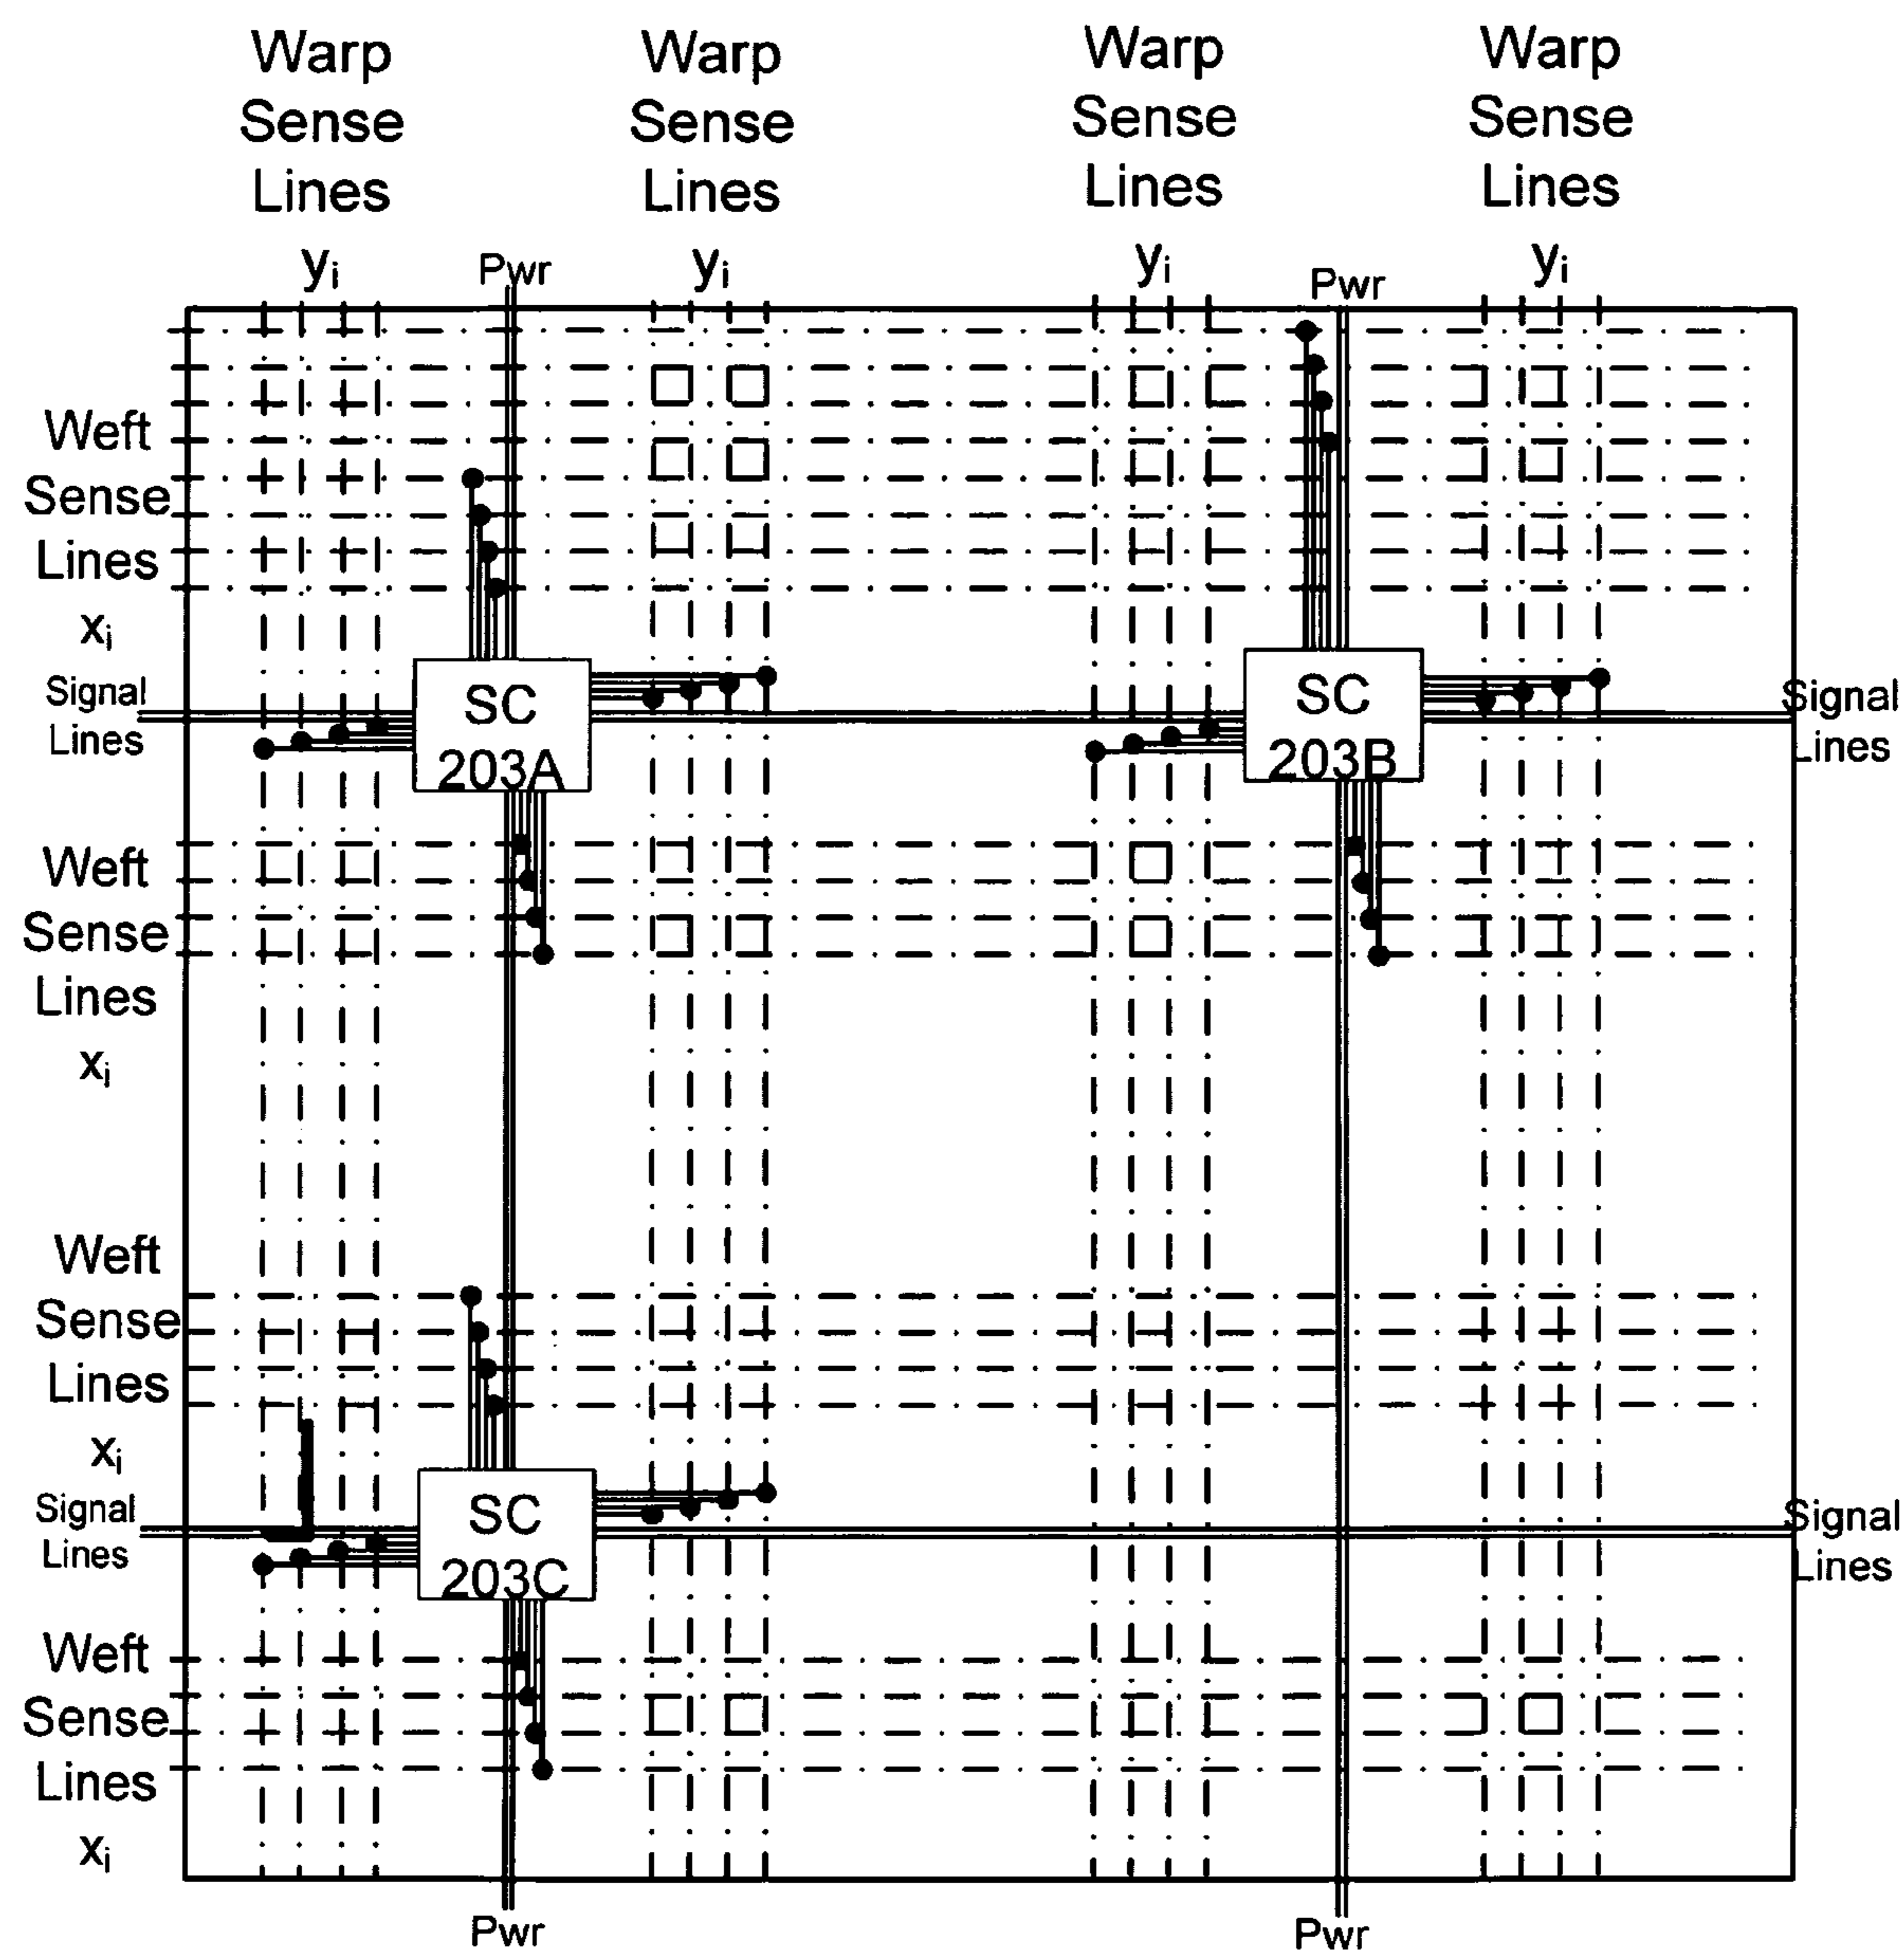 Warp
Sense
Lines
yᵢ
Warp
Sense
Lines
yᵢ
Warp
Sense
Lines
yᵢ
Warp
Sense
Lines
yᵢ
Pwr
Pwr
Weft
Sense
Lines
xᵢ
Signal
Lines
SC
203A
SC
203B
Signal
Lines
Weft
Sense
Lines
xᵢ
Weft
Sense
Lines
xᵢ
Signal
Lines
SC
203C
Signal
Lines
Weft
Sense
Lines
xᵢ
Pwr
Pwr